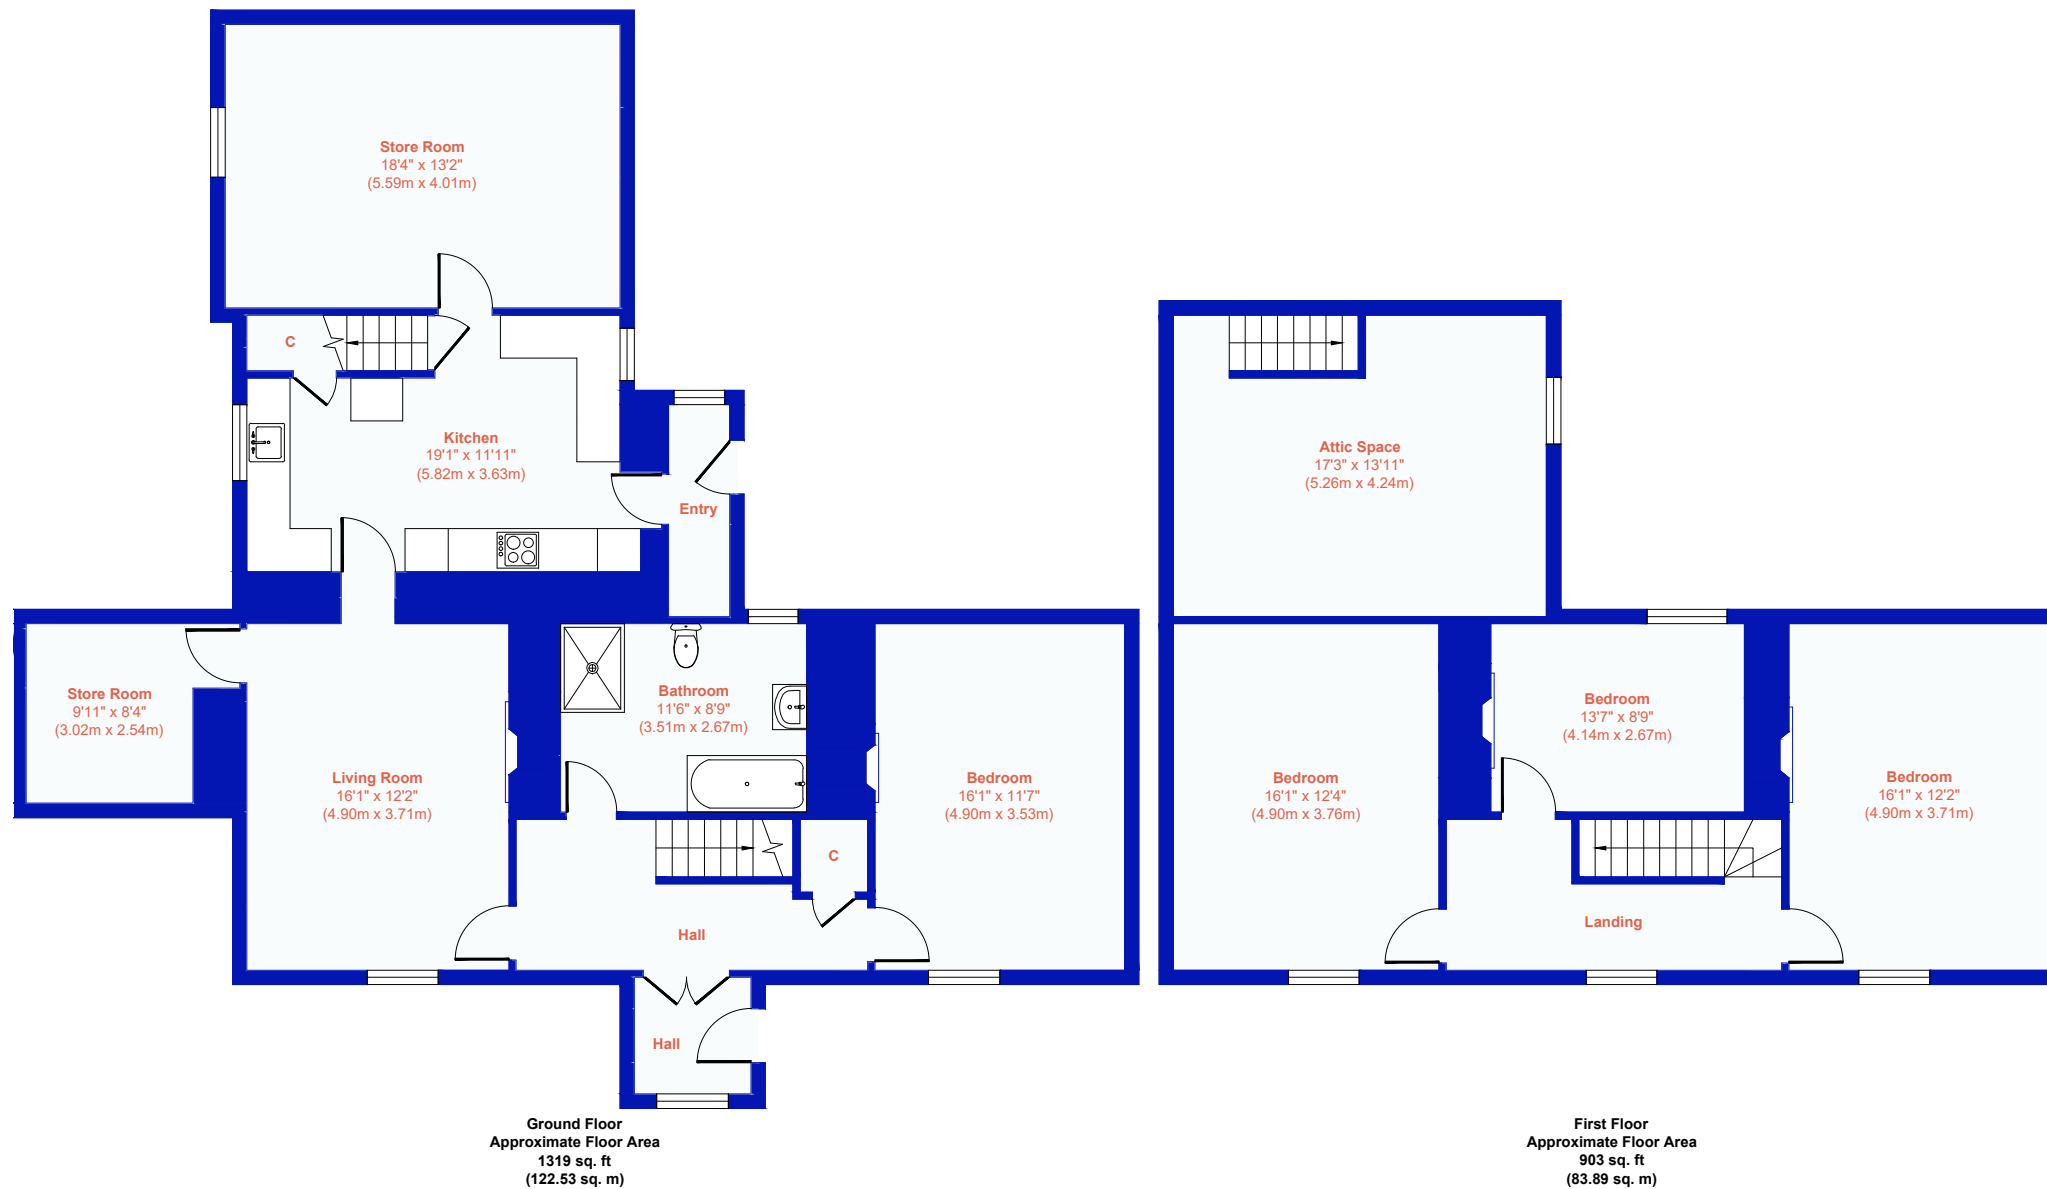 Store Room
18'4" x 13'2"
(5.59m x 4.01m)
C
Kitchen
19'1" x 11'11"
(5.82m x 3.63m)
Entry
Store Room
9'11" x 8'4"
(3.02m x 2.54m)
Living Room
16'1" x 12'2"
(4.90m x 3.71m)
Bathroom
11'6" x 8'9"
(3.51m x 2.67m)
Bedroom
16'1" x 11'7"
(4.90m x 3.53m)
C
Hall
Hall
Ground Floor
Approximate Floor Area
1319 sq. ft
(122.53 sq. m)
Attic Space
17'3" x 13'11"
(5.26m x 4.24m)
Bedroom
13'7" x 8'9"
(4.14m x 2.67m)
Bedroom
16'1" x 12'4"
(4.90m x 3.76m)
Bedroom
16'1" x 12'2"
(4.90m x 3.71m)
Landing
First Floor
Approximate Floor Area
903 sq. ft
(83.89 sq. m)